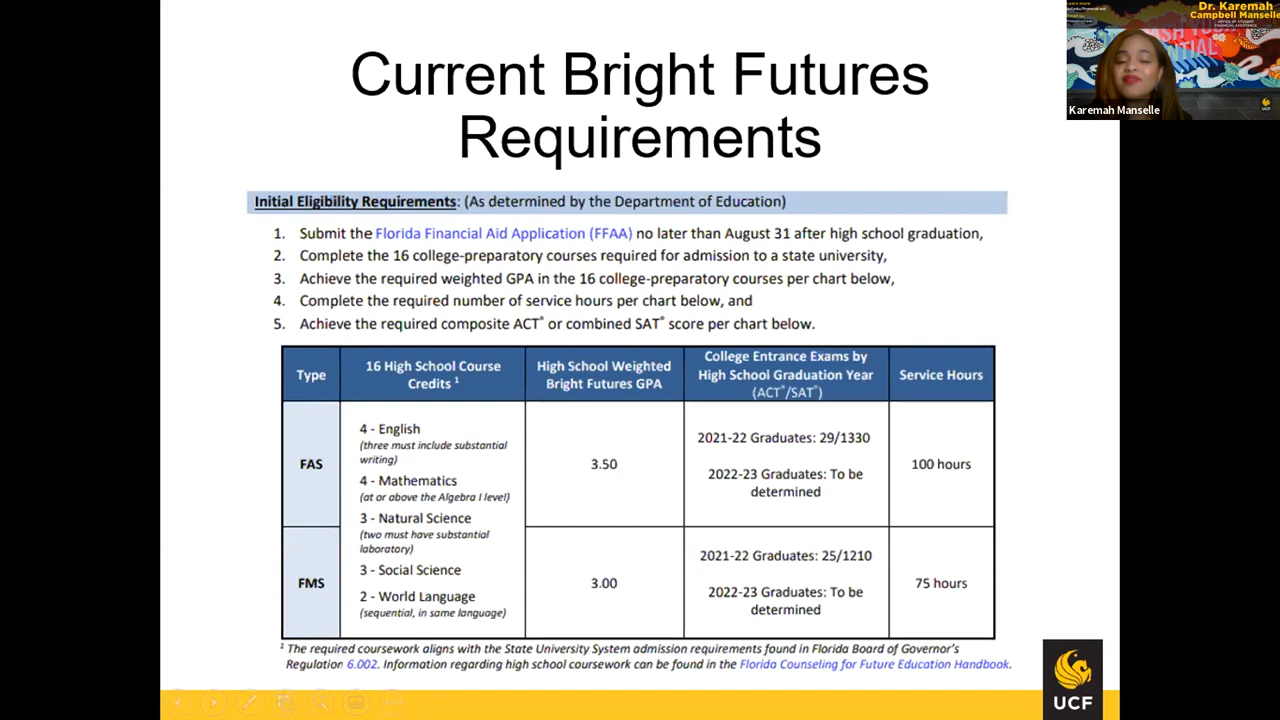 Current Bright Futures
Requirements
Dr. Karemah
Campbell Manselle
OFFICE OF STUDENT
FINANCIAL ASSISTANCE
Karemah Manselle
UCF
Initial Eligibility Requirements: (As determined by the Department of Education)
1. Submit the Florida Financial Aid Application (FFAA) no later than August 31 after high school graduation,
2. Complete the 16 college-preparatory courses required for admission to a state university,
3. Achieve the required weighted GPA in the 16 college-preparatory courses per chart below,
4. Complete the required number of service hours per chart below, and
5. Achieve the required composite ACT® or combined SAT® score per chart below.
Type
16 High School Course
Credits ¹
High School Weighted
Bright Futures GPA
College Entrance Exams by
High School Graduation Year
(ACT®/SAT®)
Service Hours
FAS
4 - English
(three must include substantial
writing)
4 - Mathematics
(at or above the Algebra I level)
3 - Natural Science
(two must have substantial
laboratory)
3 - Social Science
2 - World Language
(sequential, in same language)
3.50
2021-22 Graduates: 29/1330
2022-23 Graduates: To be
determined
100 hours
FMS
3.00
2021-22 Graduates: 25/1210
2022-23 Graduates: To be
determined
75 hours
¹ The required coursework aligns with the State University System admission requirements found in Florida Board of Governor's
Regulation 6.002. Information regarding high school coursework can be found in the Florida Counseling for Future Education Handbook.
UCF